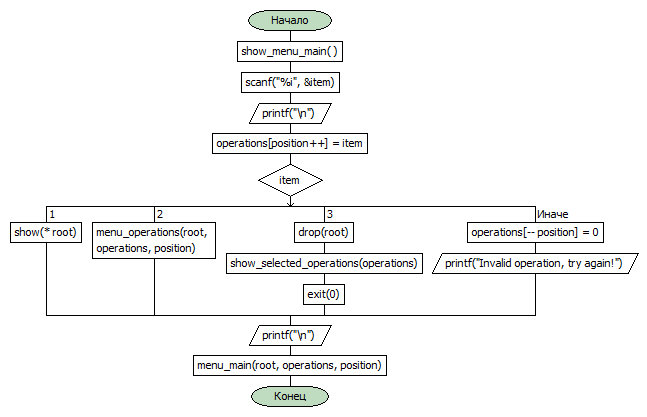 Начало
show_menu_main( )
scanf("%i", &item)
printf("\n")
operations[position++] = item
item
1
2
3
Иначе
show(* root)
menu_operations(root,
operations, position)
drop(root)
show_selected_operations(operations)
exit(0)
operations[-- position] = 0
printf("Invalid operation, try again!")
printf("\n")
menu_main(root, operations, position)
Конец